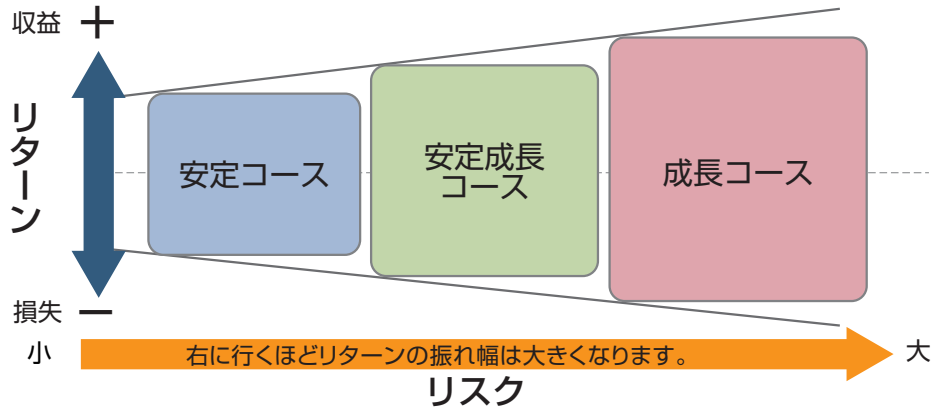 収益 ＋
リターン
安定コース
安定成長
コース
成長コース
損失 ー
小
右に行くほどリターンの振れ幅は大きくなります。
大
リスク